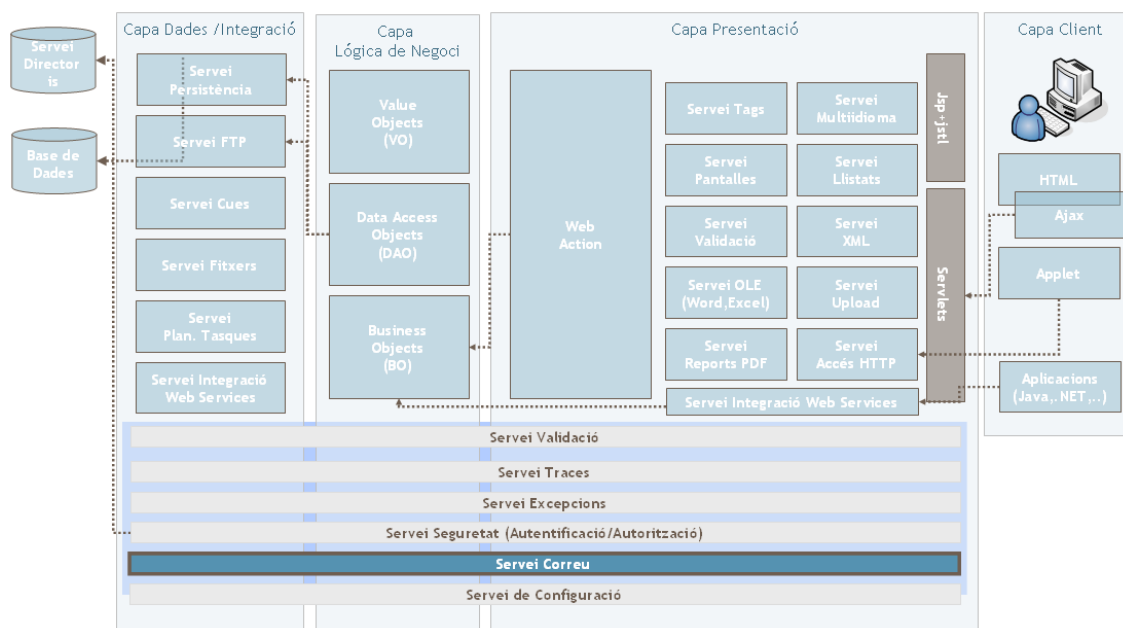 Servei
Director
is
Base de
Dades
Capa Dades /Integració
Servei
Persistència
Servei FTP
Servei Cues
Servei Fitxers
Servei
Plan. Tasques
Servei Integració
Web Services
Capa
Lógica de Negoci
Value
Objects
(VO)
Data Access
Objects
(DAO)
Business
Objects
(BO)
Capa Presentació
Web
Action
Servei Tags
Servei
Multiidioma
Servei
Pantalles
Servei
Llistats
Servei
Validació
Servei
XML
Servei OLE
(Word,Excel)
Servei
Upload
Servei
Reports PDF
Servei
Accés HTTP
Servei Integració Web Services
Jsp+jstl
Servlets
Capa Client
HTML
Ajax
Applet
Aplicacions
(Java,.NET,..)
Servei Validació
Servei Traces
Servei Excepcions
Servei Seguretat (Autentificació/Autorització)
Servei Correu
Servei de Configuració